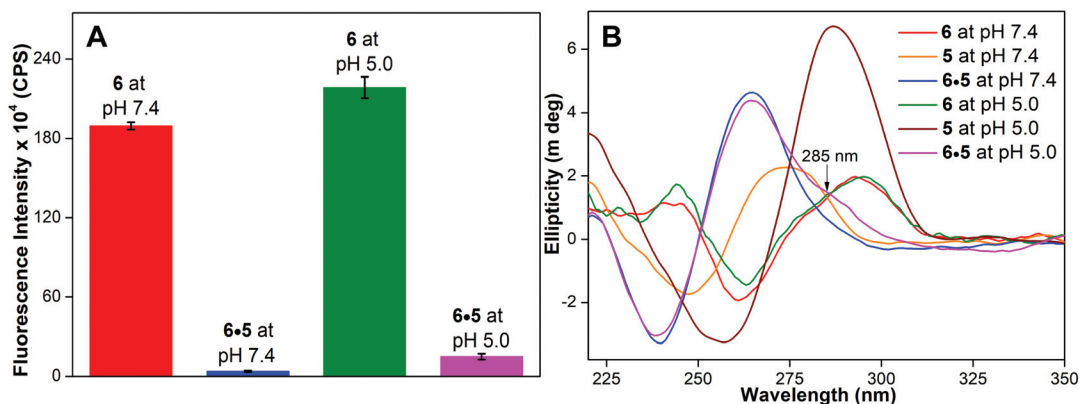 A
Fluorescence Intensity x 10⁴ (CPS)
240
180
120
60
0
6 at
pH 7.4
6•5 at
pH 7.4
6 at
pH 5.0
6•5 at
pH 5.0
B
Ellipticity (m deg)
6
4
2
0
-2
285 nm
6 at pH 7.4
5 at pH 7.4
6•5 at pH 7.4
6 at pH 5.0
5 at pH 5.0
6•5 at pH 5.0
225 250 275 300 325 350
Wavelength (nm)